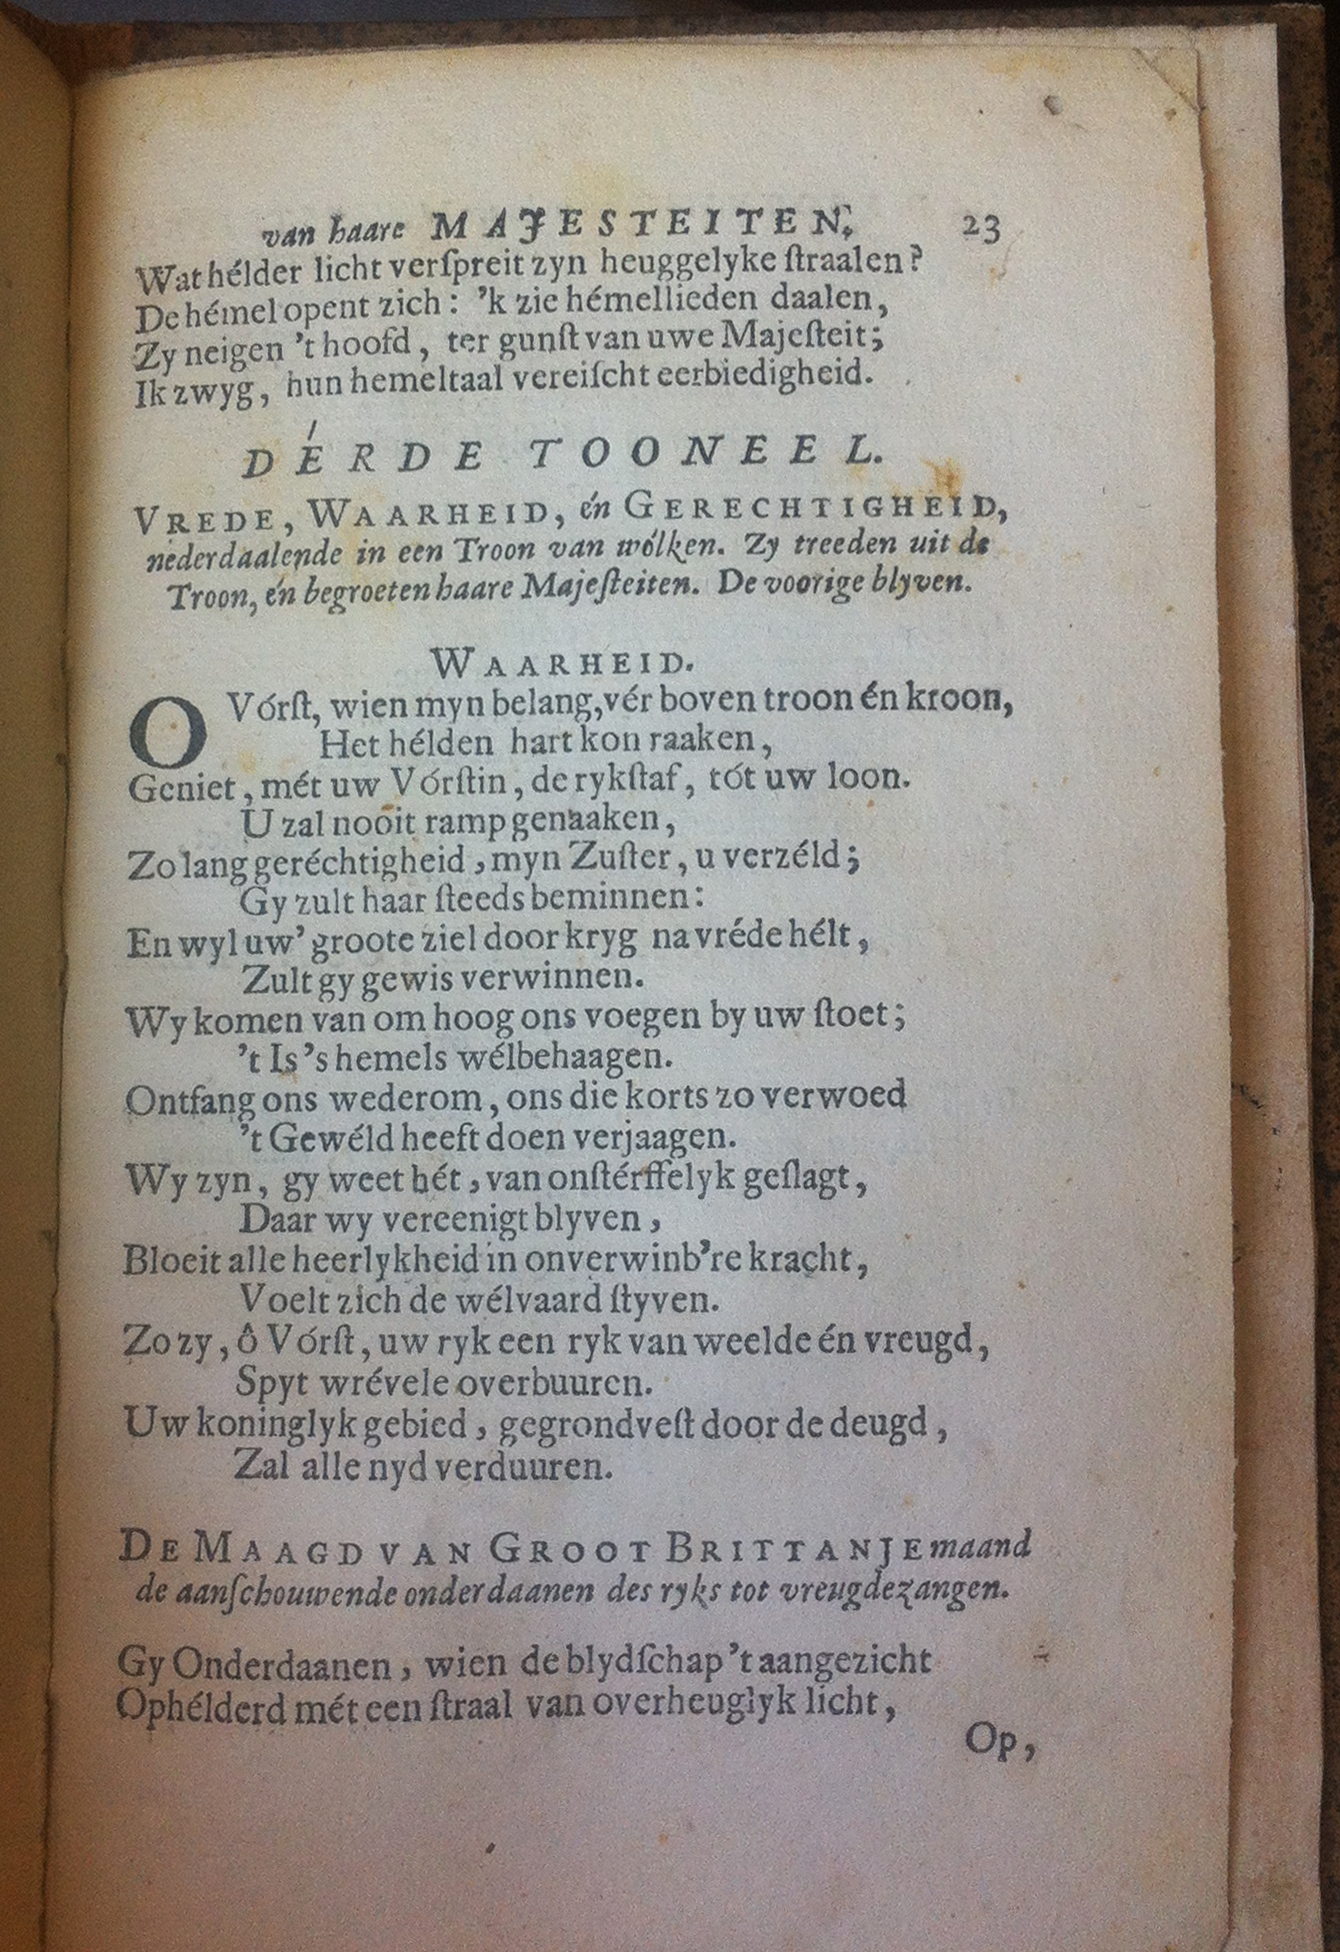 van haare MAJESTEITEN. 23
Wat hélder licht verſpreit zyn heuggelyke ſtraalen?
De hémel opent zich: 'k zie hémellieden daalen,
Zy neigen 't hoofd, ter gunſt van uwe Majeſteit;
Ik zwyg, hun hemeltaal vereiſcht eerbiedigheid.
DÉRDE TOONEEL.
VREDE, WAARHEID, én GERECHTIGHEID,
nederdaalende in een Troon van wólken. Zy treeden uit de
Troon, én begroeten haare Majeſteiten. De voorige blyven.
WAARHEID.
O Vórſt, wien myn belang, vér boven troon én kroon,
Het hélden hart kon raaken,
Geniet, mét uw Vórſtin, de rykſtaf, tót uw loon.
U zal nooit ramp genaaken,
Zo lang geréchtigheid, myn Zuſter, u verzéld;
Gy zult haar ſteeds beminnen:
En wyl uw' groote ziel door kryg na vréde hélt,
Zult gy gewis verwinnen.
Wy komen van om hoog ons voegen by uw ſtoet;
't Is 's hemels wélbehaagen.
Ontfang ons wederom, ons die korts zo verwoed
't Gewéld heeft doen verjaagen.
Wy zyn, gy weet hét, van onſtérffelyk geſlagt,
Daar wy vereenigt blyven,
Bloeit alle heerlykheid in onverwinb're kracht,
Voelt zich de wélvaard ſtyven.
Zo zy, ô Vórſt, uw ryk een ryk van weelde én vreugd,
Spyt wrévele overbuuren.
Uw koninglyk gebied, gegrondveſt door de deugd,
Zal alle nyd verduuren.
DE MAAGD VAN GROOT BRITTANJE maand
de aanſchouwende onderdaanen des ryks tot vreugdezangen.
Gy Onderdaanen, wien de blydſchap 't aangezicht
Ophélderd mét een ſtraal van overheuglyk licht,
Op,